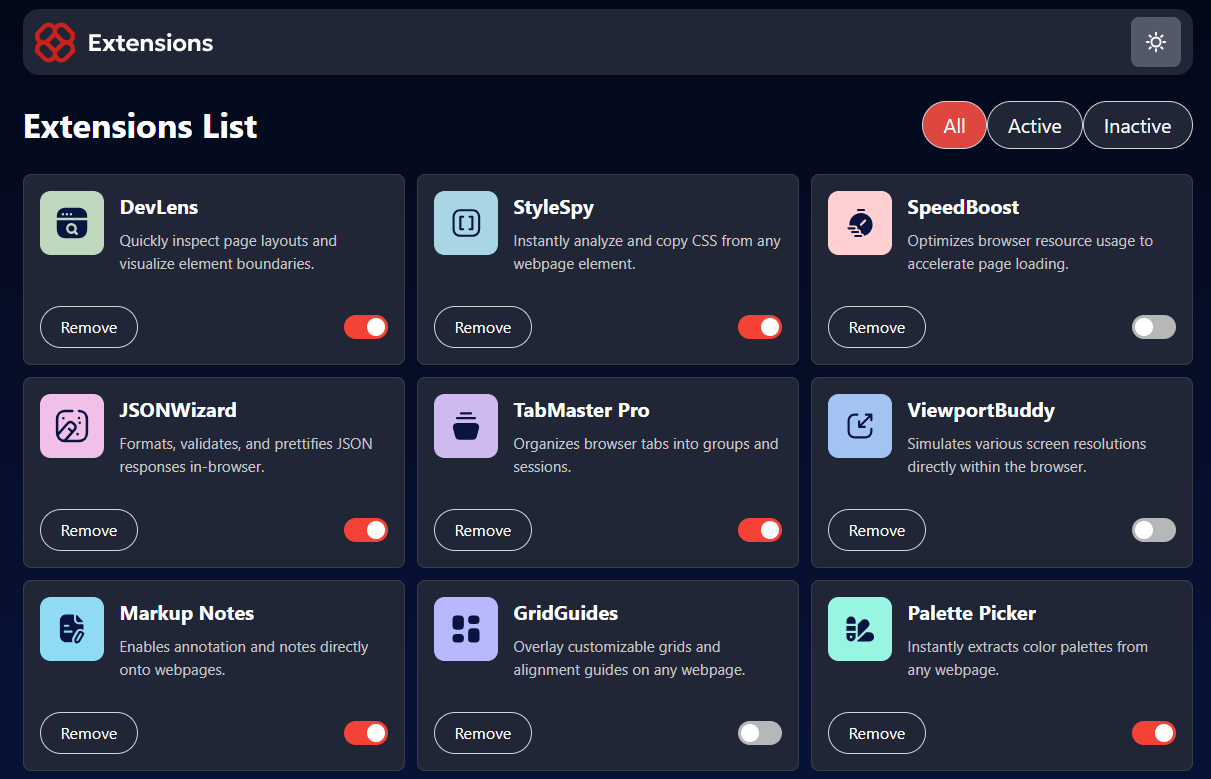 Extensions
Extensions List
All
Active
Inactive
DevLens
Quickly inspect page layouts and
visualize element boundaries.
Remove
StyleSpy
Instantly analyze and copy CSS from any
webpage element.
Remove
SpeedBoost
Optimizes browser resource usage to
accelerate page loading.
Remove
JSONWizard
Formats, validates, and prettifies JSON
responses in-browser.
Remove
TabMaster Pro
Organizes browser tabs into groups and
sessions.
Remove
ViewportBuddy
Simulates various screen resolutions
directly within the browser.
Remove
Markup Notes
Enables annotation and notes directly
onto webpages.
Remove
GridGuides
Overlay customizable grids and
alignment guides on any webpage.
Remove
Palette Picker
Instantly extracts color palettes from
any webpage.
Remove